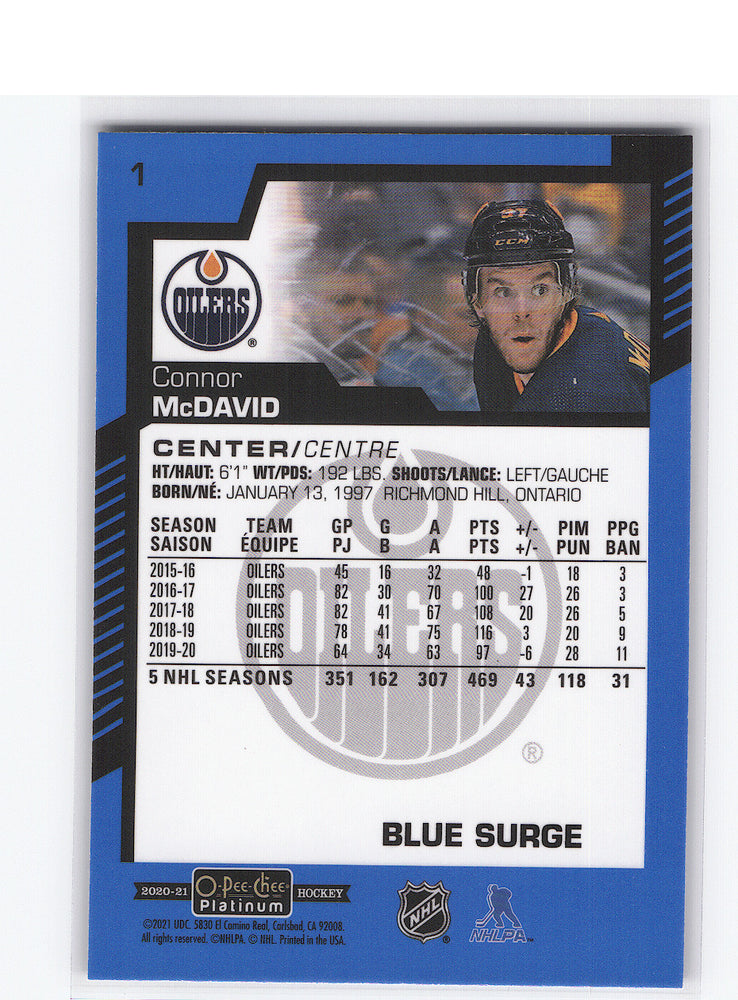 1
97
CCM
OILERS
®
Connor
McDAVID
CENTER/CENTRE
HT/HAUT: 6'1" WT/PDS: 192 LBS. SHOOTS/LANCE: LEFT/GAUCHE
BORN/NÉ: JANUARY 13, 1997 RICHMOND HILL, ONTARIO
SEASON TEAM GP G A PTS +/- PIM PPG
SAISON ÉQUIPE PJ B A PTS +/- PUN BAN
2015-16 OILERS 45 16 32 48 -1 18 3
2016-17 OILERS 82 30 70 100 27 26 3
2017-18 OILERS 82 41 67 108 20 26 5
2018-19 OILERS 78 41 75 116 3 20 9
2019-20 OILERS 64 34 63 97 -6 28 11
5 NHL SEASONS 351 162 307 469 43 118 31
OILERS
®
BLUE SURGE
2020-21 O-Pee-Chee Platinum HOCKEY
NHL ®
NHLPA™
©2021 UDC. 5830 El Camino Real, Carlsbad, CA 92008.
All rights reserved. ©NHLPA. © NHL. Printed in the USA.